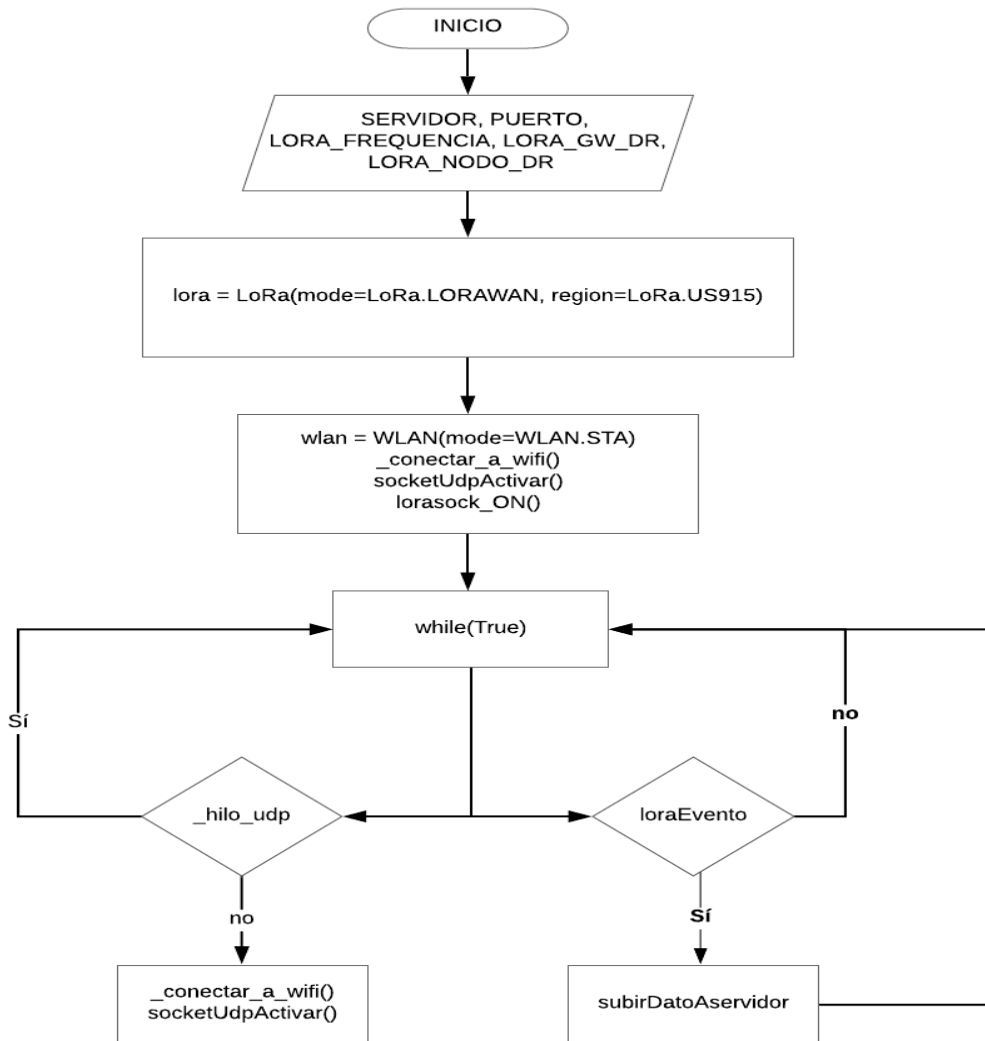 INICIO
SERVIDOR, PUERTO,
LORA_FREQUENCIA, LORA_GW_DR,
LORA_NODO_DR
lora = LoRa(mode=LoRa.LORAWAN, region=LoRa.US915)
wlan = WLAN(mode=WLAN.STA)
_conectar_a_wifi()
socketUdpActivar()
lorasock_ON()
while(True)
Sí
no
_hilo_udp
loraEvento
no
Sí
_conectar_a_wifi()
socketUdpActivar()
subirDatoAservidor